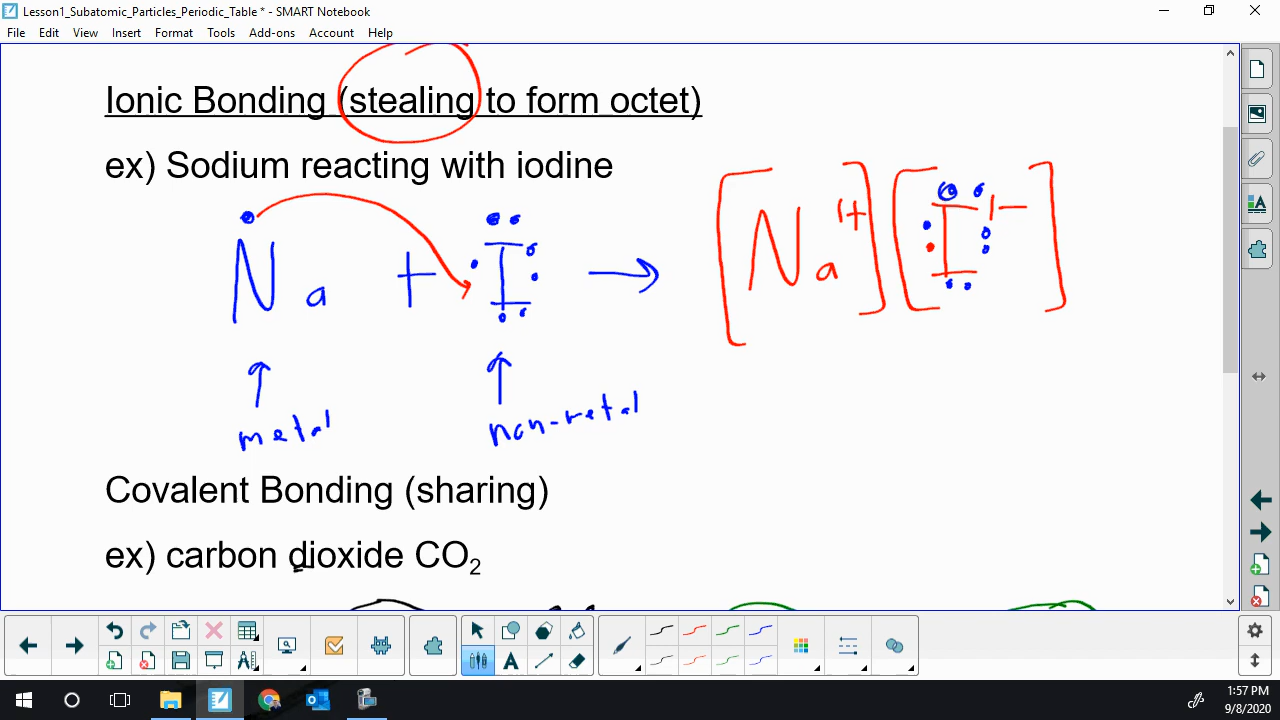 Lesson1_Subatomic_Particles_Periodic_Table * - SMART Notebook
File Edit View Insert Format Tools Add-ons Account Help
Ionic Bonding (stealing to form octet)
ex) Sodium reacting with iodine
Na + I → [Na 1+] [I 1-]
metal non-metal
Covalent Bonding (sharing)
ex) carbon dioxide CO₂
1:57 PM
9/8/2020